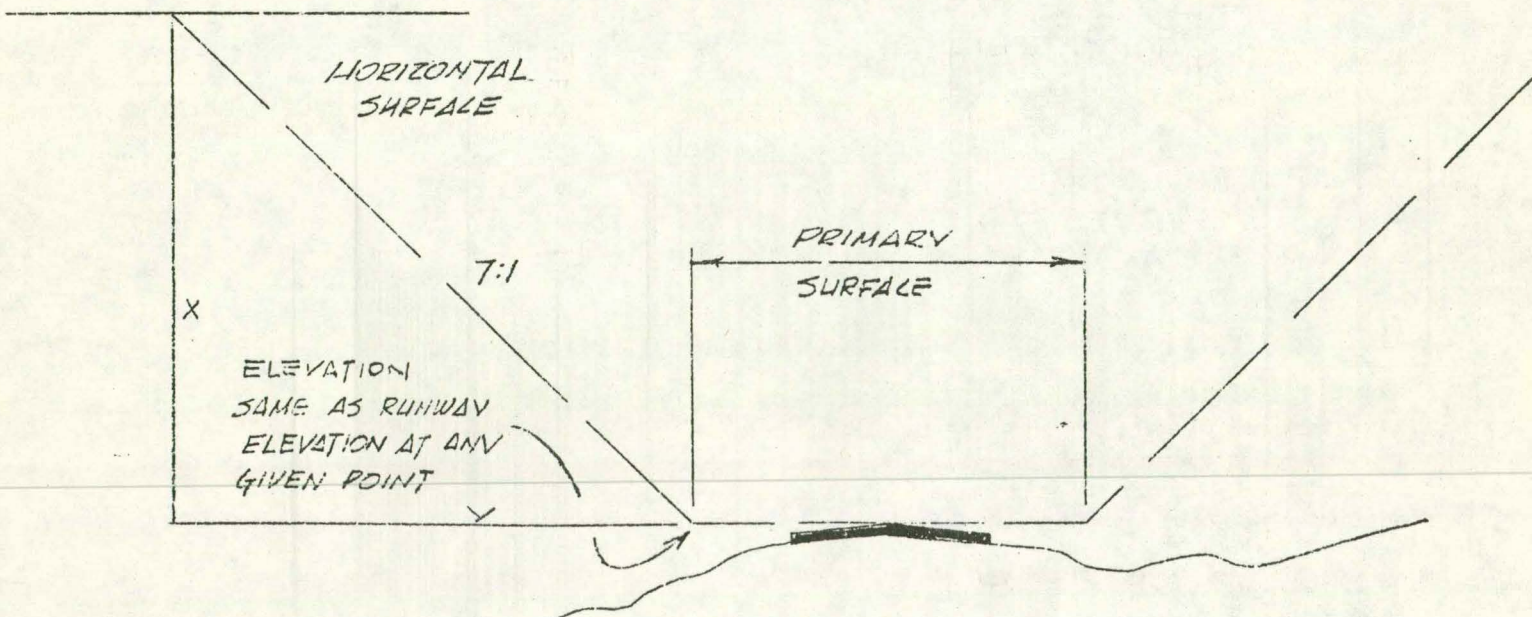 HORIZONTAL
SURFACE
7:1
PRIMARY
SURFACE
X
ELEVATION
SAME AS RUNWAY
ELEVATION AT ANY
GIVEN POINT
Y